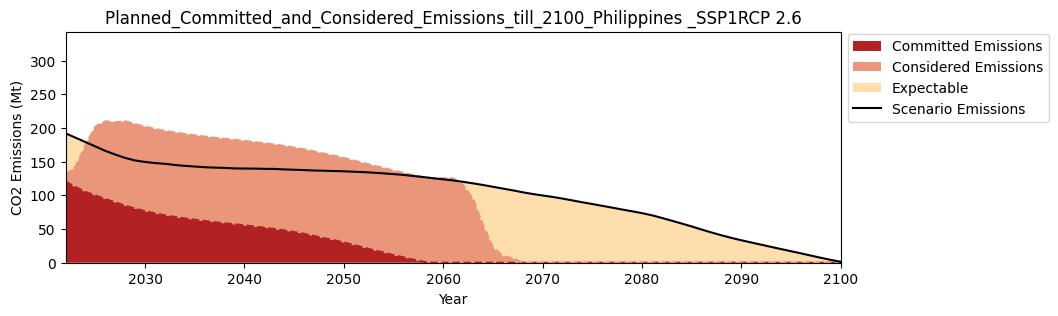 Planned_Committed_and_Considered_Emissions_till_2100_Philippines _SSP1RCP 2.6
CO2 Emissions (Mt)
300
250
200
150
100
50
0
2030 2040 2050 2060 2070 2080 2090 2100
Year
Committed Emissions
Considered Emissions
Expectable
Scenario Emissions